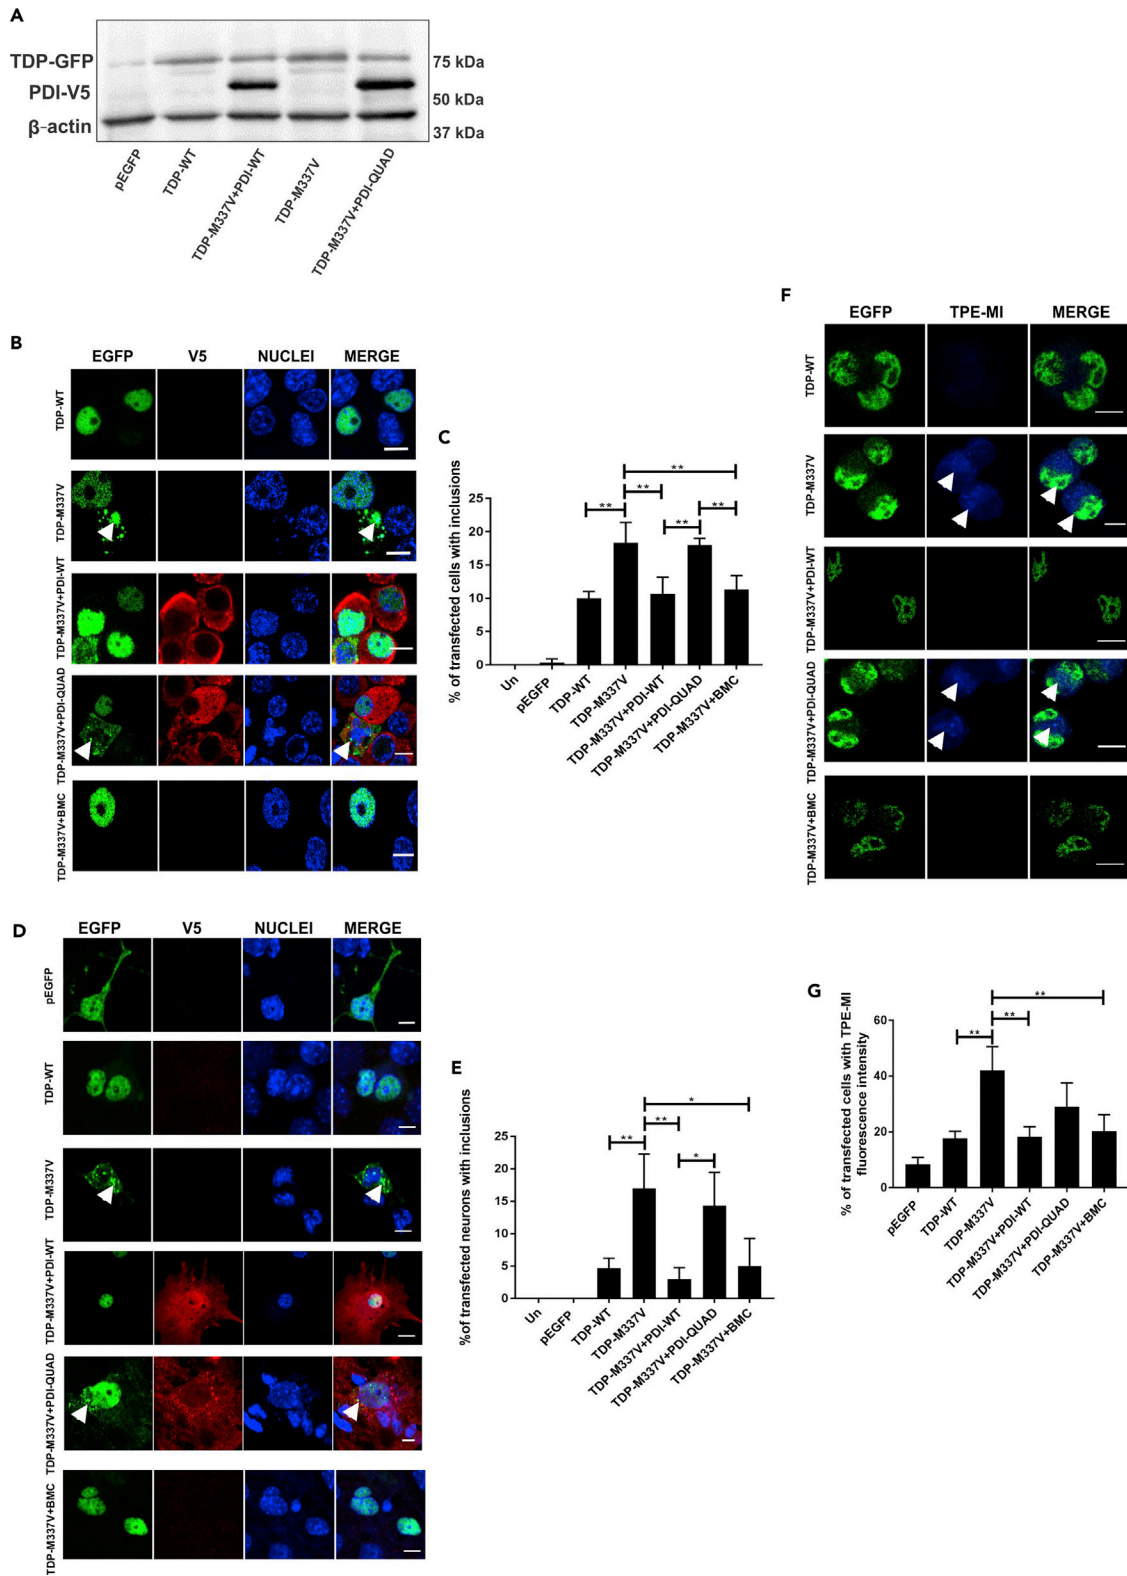 A
TDP-GFP
PDI-V5
β-actin
75 kDa
50 kDa
37 kDa
pEGFP
TDP-WT
TDP-M337V+PDI-WT
TDP-M337V
TDP-M337V+PDI-QUAD
B
EGFP V5 NUCLEI MERGE
TDP-WT
TDP-M337V
TDP-M337V+PDI-WT
TDP-M337V+PDI-QUAD
TDP-M337V+BMC
C
% of transfected cells with inclusions
25
20
15
10
5
0
**
**
**
**
**
Un
pEGFP
TDP-WT
TDP-M337V
TDP-M337V+PDI-WT
TDP-M337V+PDI-QUAD
TDP-M337V+BMC
D
EGFP V5 NUCLEI MERGE
pEGFP
TDP-WT
TDP-M337V
TDP-M337V+PDI-WT
TDP-M337V+PDI-QUAD
TDP-M337V+BMC
E
%of transfected neurons with inclusions
25
20
15
10
5
0
*
**
**
*
Un
pEGFP
TDP-WT
TDP-M337V
TDP-M337V+PDI-WT
TDP-M337V+PDI-QUAD
TDP-M337V+BMC
F
EGFP TPE-MI MERGE
TDP-WT
TDP-M337V
TDP-M337V+PDI-WT
TDP-M337V+PDI-QUAD
TDP-M337V+BMC
G
% of transfected cells with TPE-MI
fluorescence intensity
60
40
20
0
**
**
**
pEGFP
TDP-WT
TDP-M337V
TDP-M337V+PDI-WT
TDP-M337V+PDI-QUAD
TDP-M337V+BMC